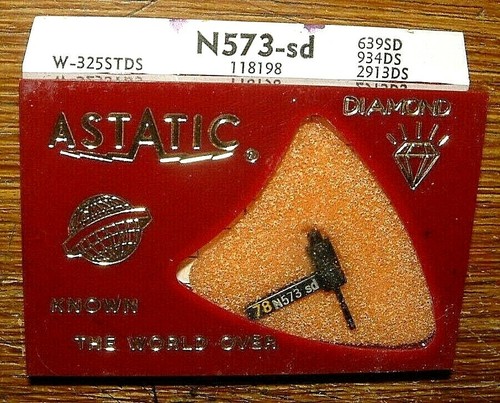 N573-sd
W-325STDS
118198
639SD
934DS
2913DS
DIAMOND
ASTATIC®
KNOWN
THE WORLD OVER
78 N573 sd